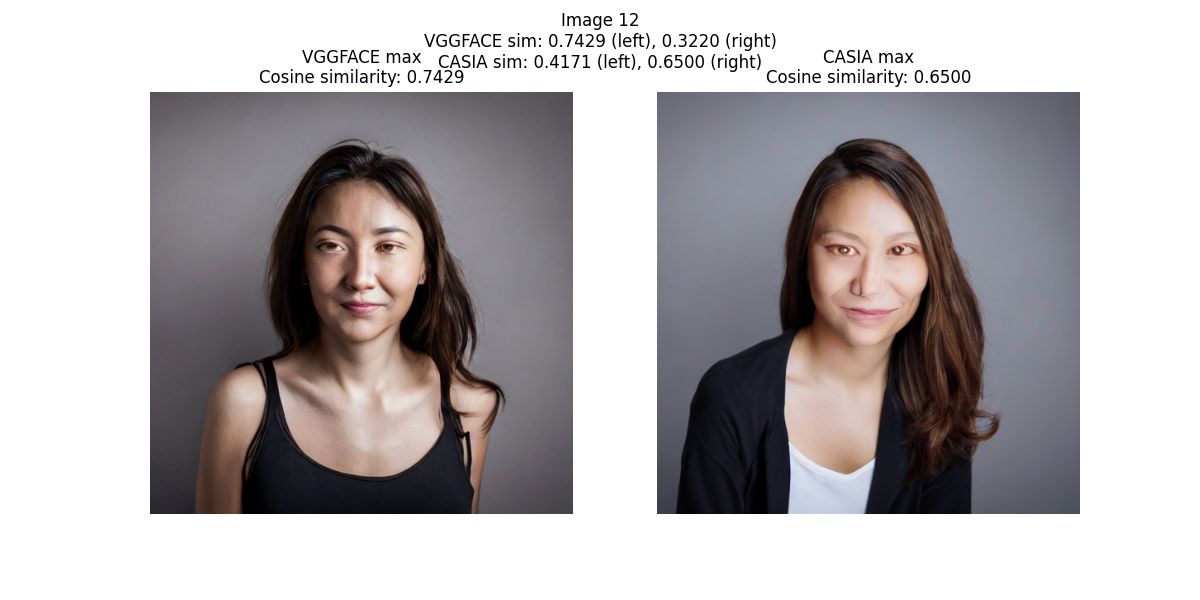 Image 12
VGGFACE sim: 0.7429 (left), 0.3220 (right)
CASIA sim: 0.4171 (left), 0.6500 (right)
VGGFACE max
Cosine similarity: 0.7429
CASIA max
Cosine similarity: 0.6500